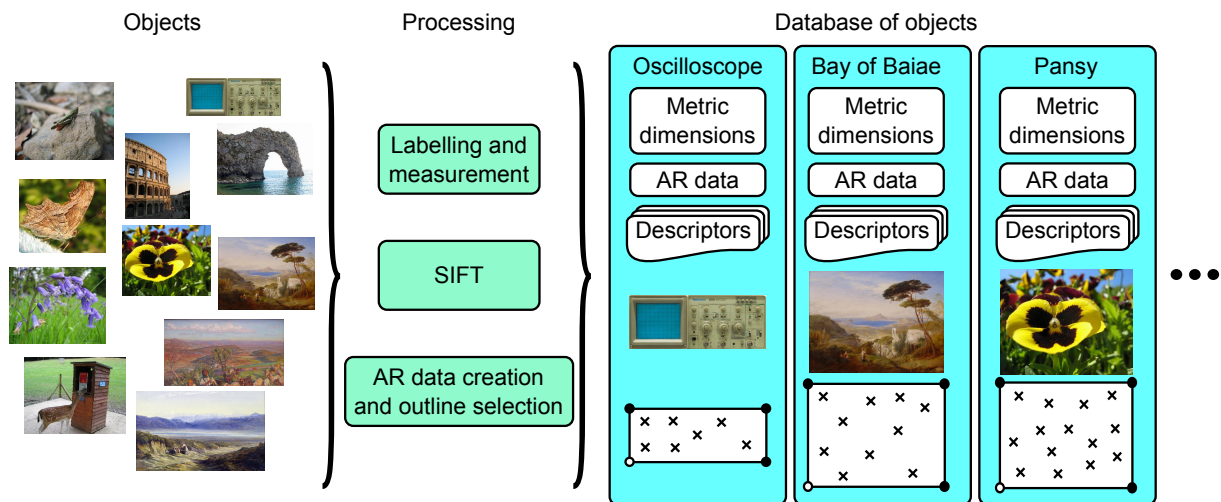 Objects
Processing
Database of objects
Labelling and
measurement
SIFT
AR data creation
and outline selection
Oscilloscope
Metric
dimensions
AR data
Descriptors
Bay of Baiae
Metric
dimensions
AR data
Descriptors
Pansy
Metric
dimensions
AR data
Descriptors